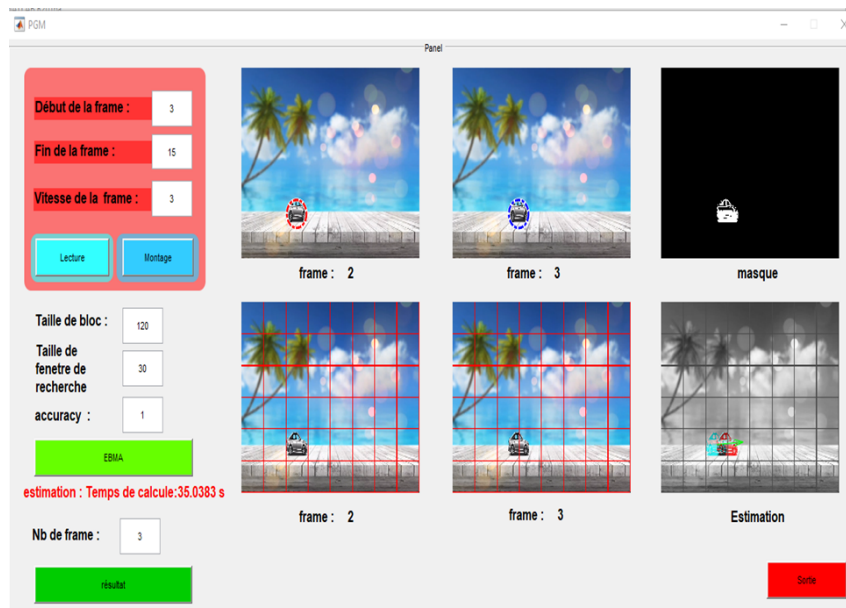 PGM
Panel
Début de la frame : 3
Fin de la frame : 15
Vitesse de la frame : 3
Lecture Montage
frame : 2
frame : 3
masque
Taille de bloc : 120
Taille de
fenetre de
recherche
30
accuracy : 1
EBMA
estimation : Temps de calcule:35.0383 s
Nb de frame : 3
résultat
frame : 2
frame : 3
Estimation
Sortie